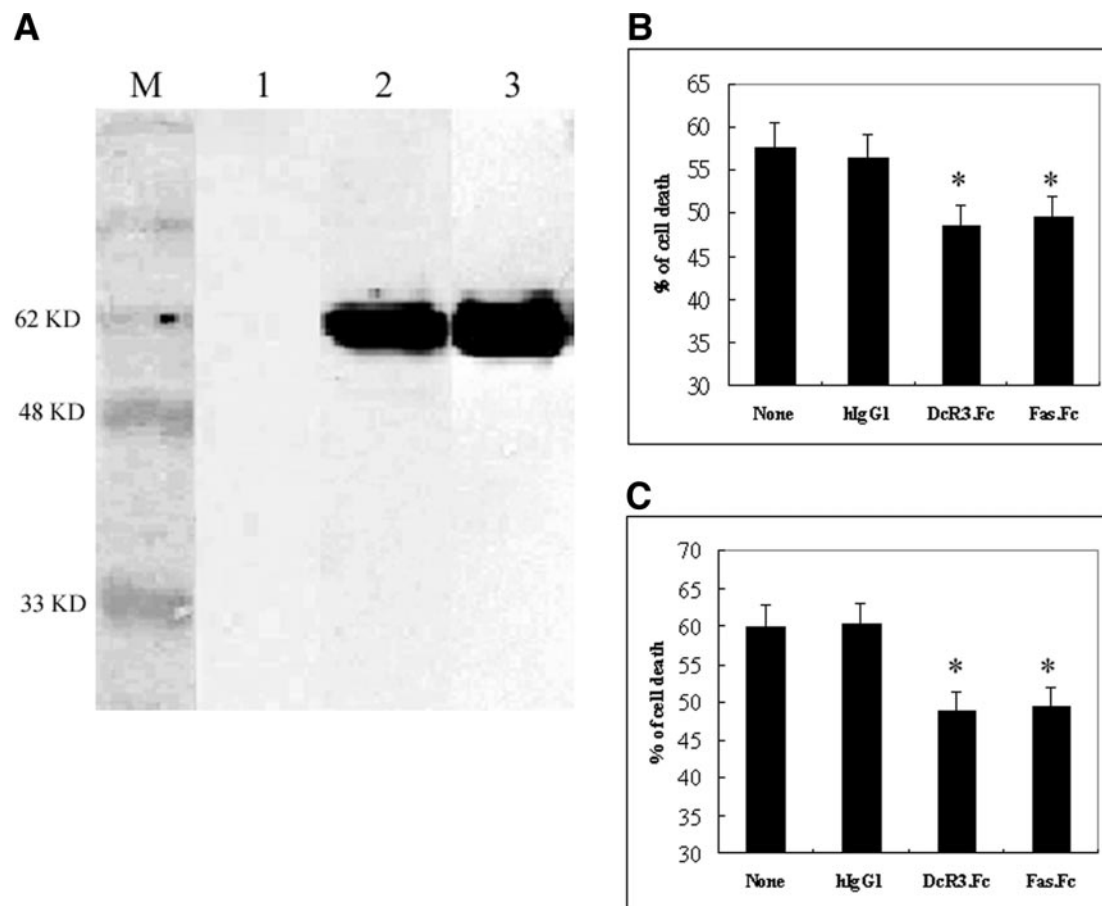 A
M 1 2 3
62 KD
48 KD
33 KD
B
% of cell death
65
60
55
50
45
40
35
30
* *
None hIgG1 DcR3.Fc Fas.Fc
C
% of cell death
70
65
60
55
50
45
40
35
30
* *
None hIgG1 DcR3.Fc Fas.Fc